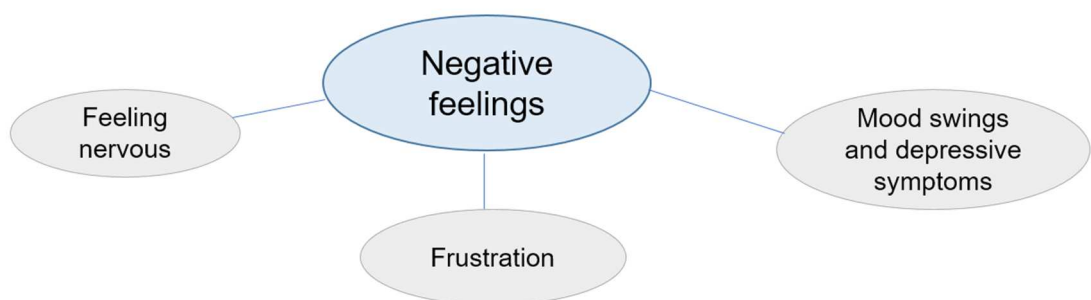 Negative
feelings
Feeling
nervous
Frustration
Mood swings
and depressive
symptoms